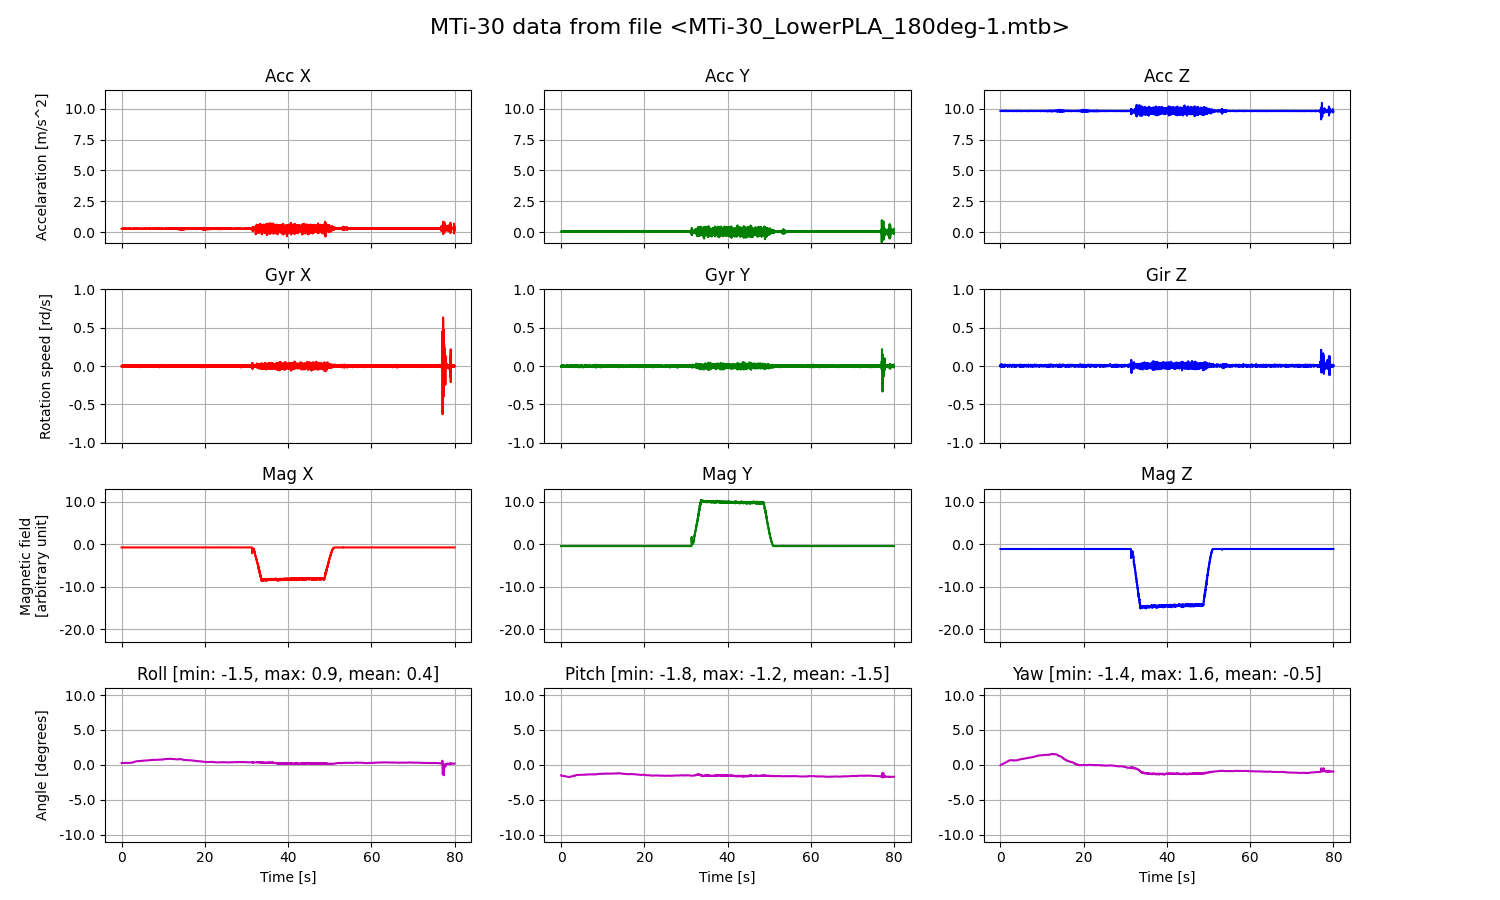 MTi-30 data from file <MTi-30_LowerPLA_180deg-1.mtb>
Acc X
Acc Y
Acc Z
Accelaration [m/s^2]
10.0
7.5
5.0
2.5
0.0
10.0
7.5
5.0
2.5
0.0
10.0
7.5
5.0
2.5
0.0
Gyr X
Gyr Y
Gir Z
Rotation speed [rd/s]
1.0
0.5
0.0
-0.5
-1.0
1.0
0.5
0.0
-0.5
-1.0
1.0
0.5
0.0
-0.5
-1.0
Mag X
Mag Y
Mag Z
Magnetic field
[arbitrary unit]
10.0
0.0
-10.0
-20.0
10.0
0.0
-10.0
-20.0
10.0
0.0
-10.0
-20.0
Roll [min: -1.5, max: 0.9, mean: 0.4]
Pitch [min: -1.8, max: -1.2, mean: -1.5]
Yaw [min: -1.4, max: 1.6, mean: -0.5]
Angle [degrees]
10.0
5.0
0.0
-5.0
-10.0
10.0
5.0
0.0
-5.0
-10.0
10.0
5.0
0.0
-5.0
-10.0
0 20 40 60 80
0 20 40 60 80
0 20 40 60 80
Time [s]
Time [s]
Time [s]